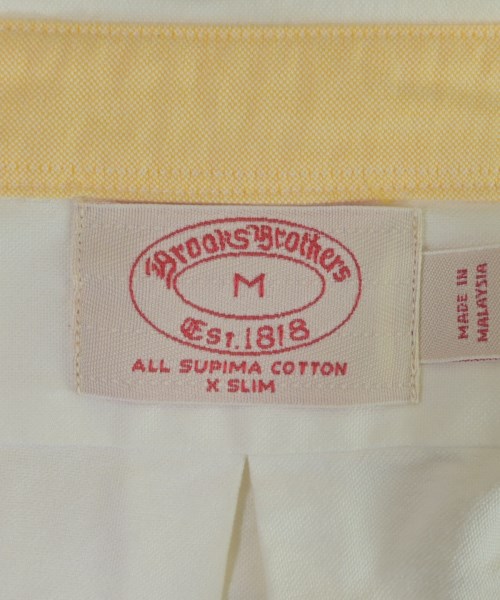 Brooks Brothers
M
Est. 1818
ALL SUPIMA COTTON
X SLIM
MADE IN
MALAYSIA